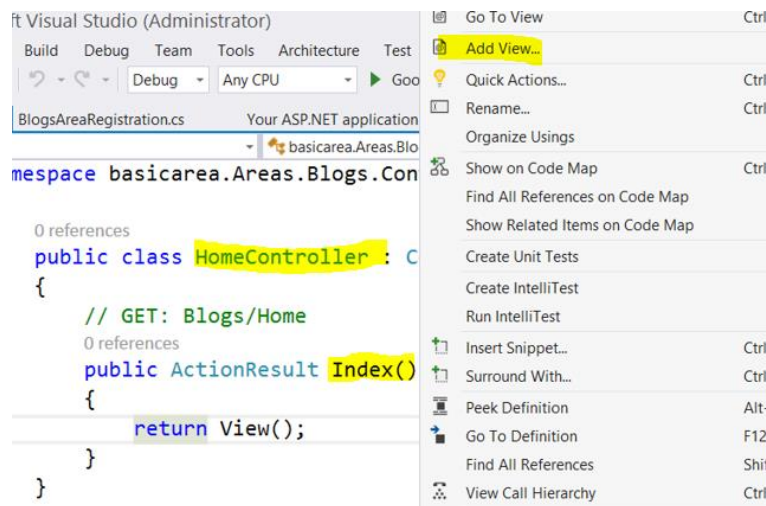 ft Visual Studio (Administrator)
Build Debug Team Tools Architecture Test
Debug Any CPU Goo
BlogsAreaRegistration.cs Your ASP.NET application
basicarea.Areas.Blo
mespace basicarea.Areas.Blogs.Con
0 references
public class HomeController : C
{
// GET: Blogs/Home
0 references
public ActionResult Index()
{
return View();
}
}
Go To View Ctrl
Add View...
Quick Actions... Ctrl
Rename... Ctrl
Organize Usings
Show on Code Map Ctrl
Find All References on Code Map
Show Related Items on Code Map
Create Unit Tests
Create IntelliTest
Run IntelliTest
Insert Snippet... Ctrl
Surround With... Ctrl
Peek Definition Alt-
Go To Definition F12
Find All References Shif
View Call Hierarchy Ctrl